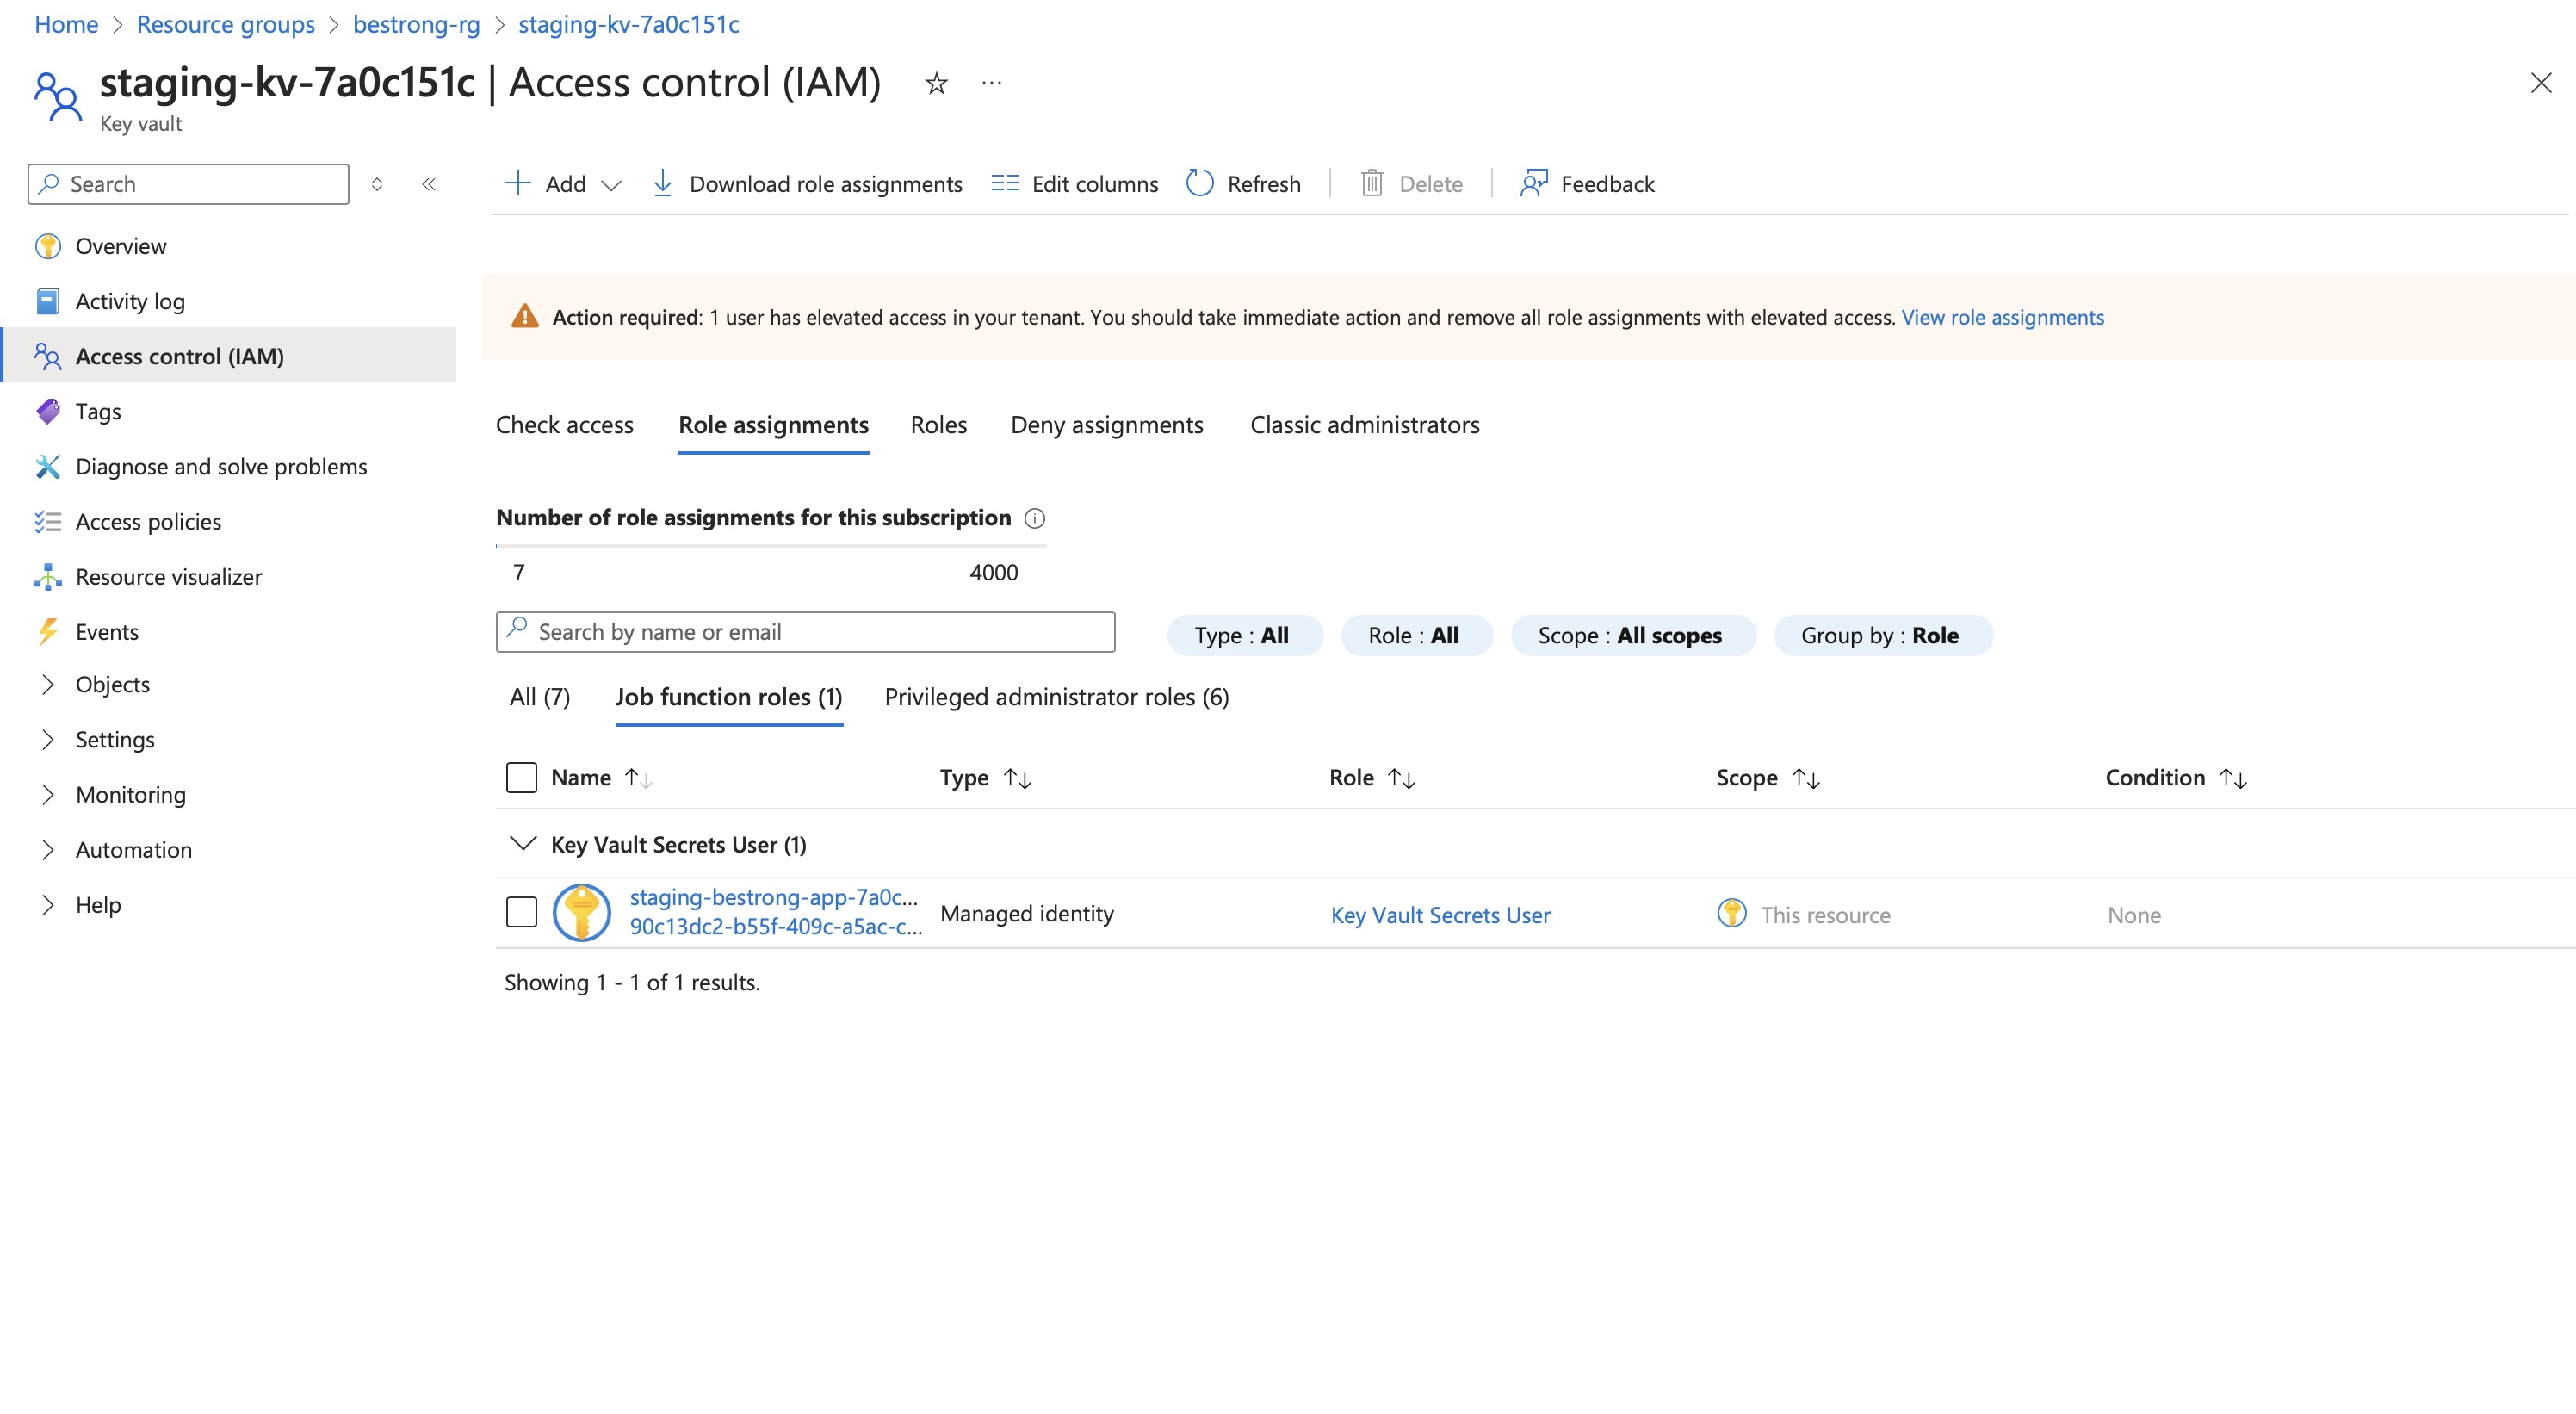 Home > Resource groups > bestrong-rg > staging-kv-7a0c151c
staging-kv-7a0c151c | Access control (IAM)
Key vault
Search
Overview
Activity log
Access control (IAM)
Tags
Diagnose and solve problems
Access policies
Resource visualizer
Events
Objects
Settings
Monitoring
Automation
Help
Add Download role assignments Edit columns Refresh Delete Feedback
Action required: 1 user has elevated access in your tenant. You should take immediate action and remove all role assignments with elevated access. View role assignments
Check access Role assignments Roles Deny assignments Classic administrators
Number of role assignments for this subscription
7 4000
Search by name or email Type : All Role : All Scope : All scopes Group by : Role
All (7) Job function roles (1) Privileged administrator roles (6)
Name Type Role Scope Condition
Key Vault Secrets User (1)
staging-bestrong-app-7a0c...
90c13dc2-b55f-409c-a5ac-c... Managed identity Key Vault Secrets User This resource None
Showing 1 - 1 of 1 results.